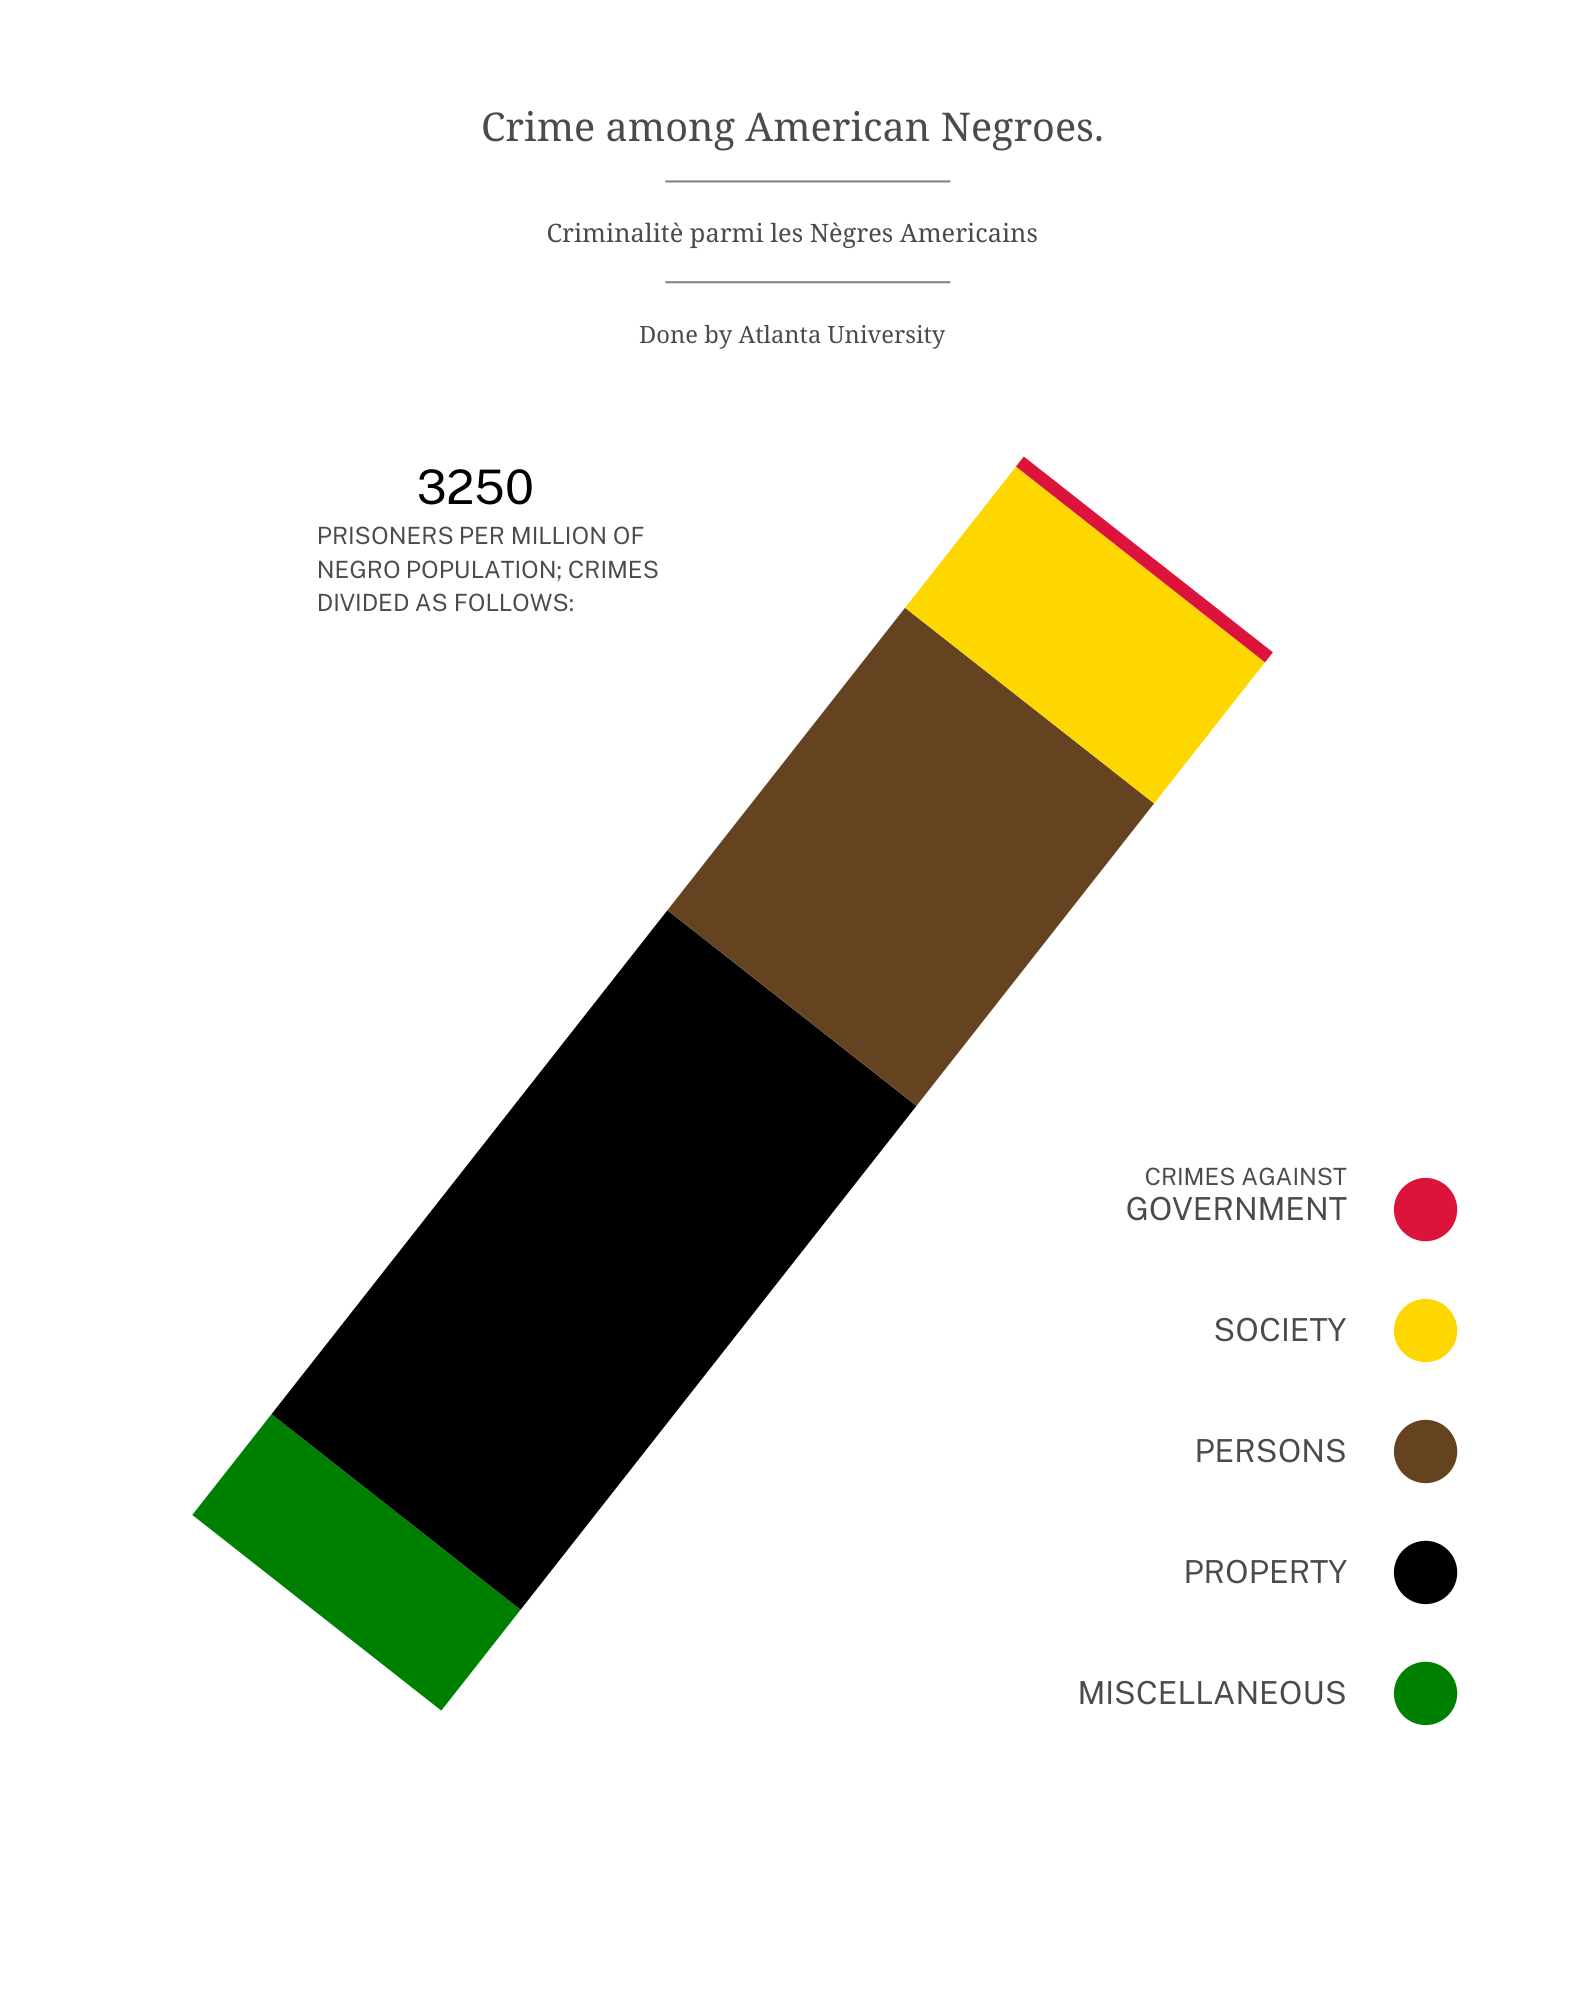 Crime among American Negroes.
Criminalitè parmi les Nègres Americains
Done by Atlanta University
3250
PRISONERS PER MILLION OF
NEGRO POPULATION; CRIMES
DIVIDED AS FOLLOWS:
CRIMES AGAINST
GOVERNMENT
SOCIETY
PERSONS
PROPERTY
MISCELLANEOUS